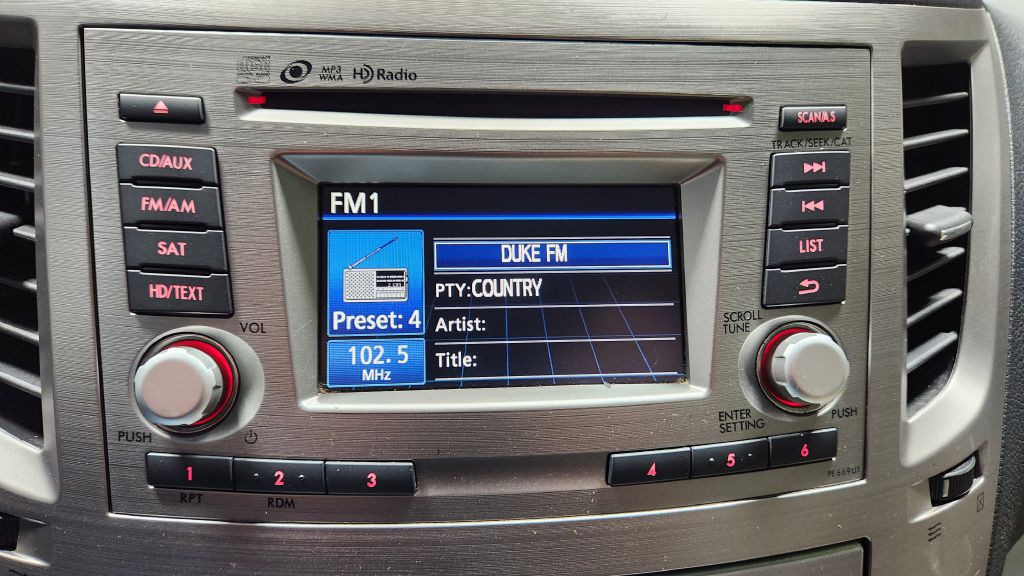 MP3
WMA
HD Radio
SCAN/A.S
TRACK/SEEK/CAT
CD/AUX
FM/AM
SAT
HD/TEXT
LIST
FM1
DUKE FM
PTY:COUNTRY
Artist:
Title:
Preset: 4
102.5
MHz
VOL
PUSH
SCROLL
TUNE
ENTER
SETTING
PUSH
1
2
3
4
5
6
RPT
RDM
PE669U1